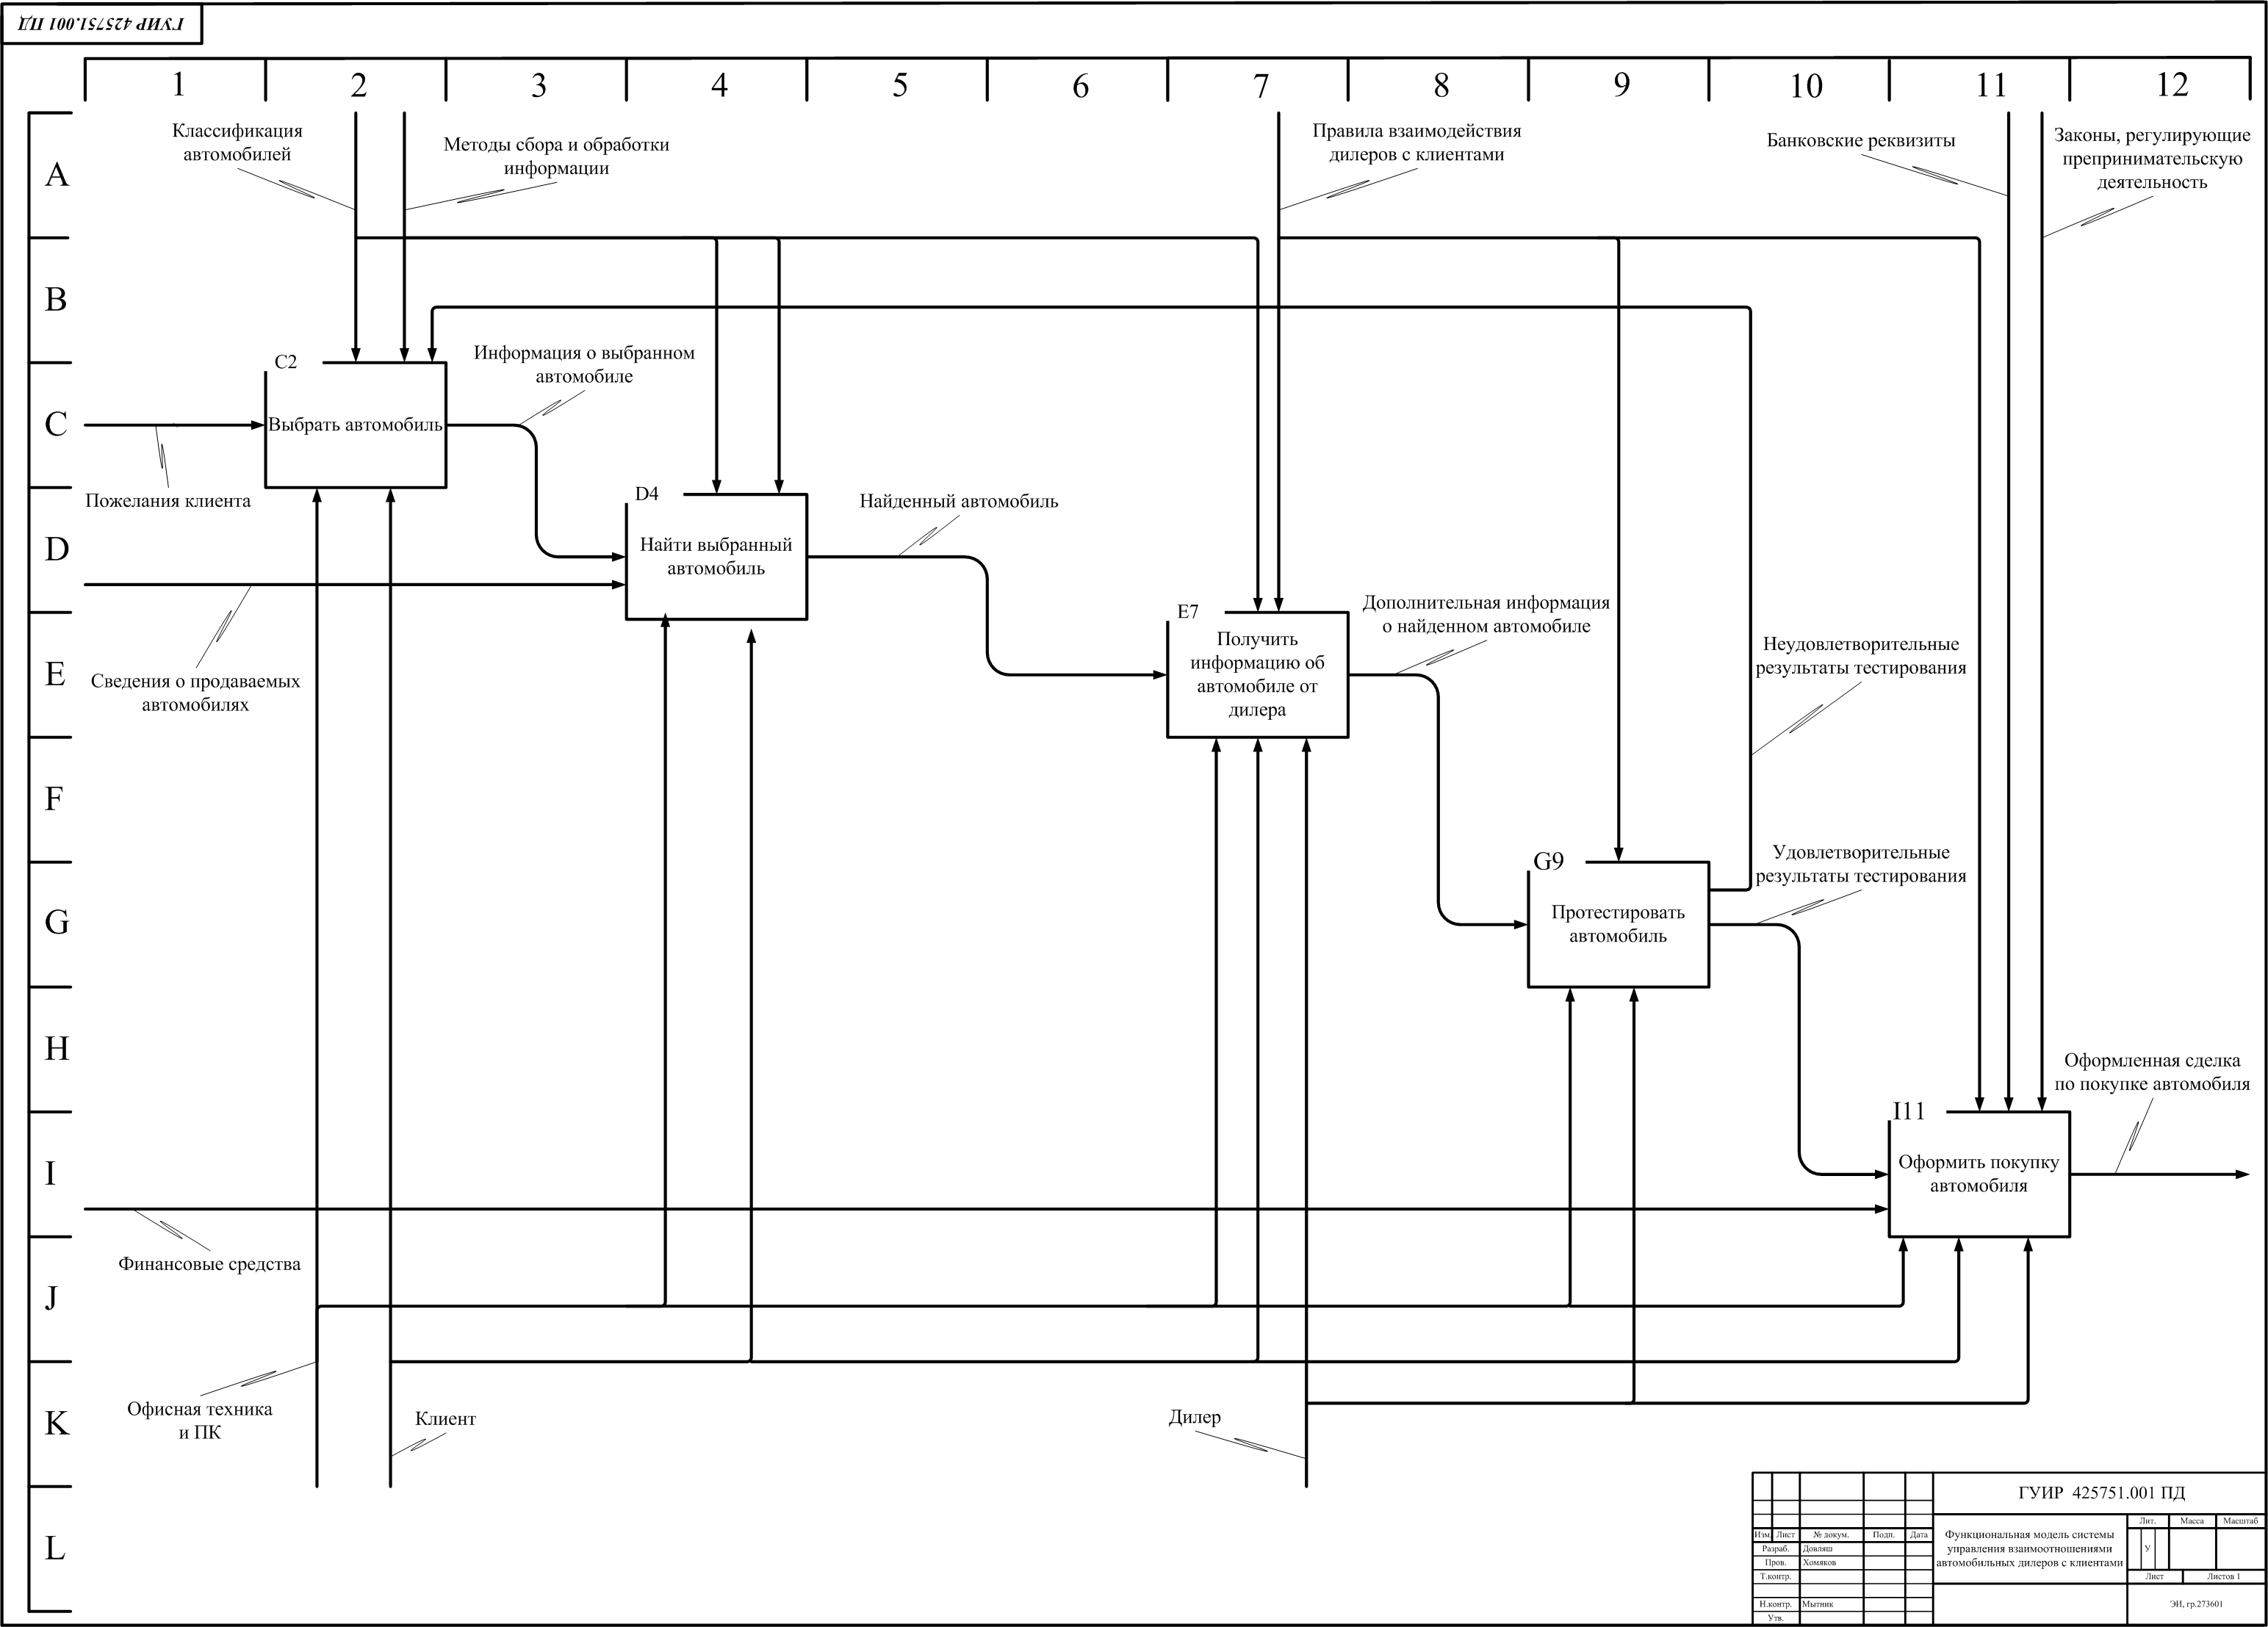 ГУИР 425751.001 ПД
1 2 3 4 5 6 7 8 9 10 11 12
A
B
C
D
E
F
G
H
I
J
K
L
Классификация
автомобилей
Методы сбора и обработки
информации
Правила взаимодействия
дилеров с клиентами
Банковские реквизиты
Законы, регулирующие
препринимательскую
деятельность
C2
Выбрать автомобиль
Информация о выбранном
автомобиле
Пожелания клиента
D4
Найти выбранный
автомобиль
Найденный автомобиль
Сведения о продаваемых
автомобилях
E7
Получить
информацию об
автомобиле от
дилера
Дополнительная информация
о найденном автомобиле
Неудовлетворительные
результаты тестирования
G9
Протестировать
автомобиль
Удовлетворительные
результаты тестирования
Оформленная сделка
по покупке автомобиля
I11
Оформить покупку
автомобиля
Финансовые средства
Офисная техника
и ПК
Клиент
Дилер
ГУИР 425751.001 ПД
Изм. Лист № докум. Подп. Дата
Разраб. Довляш
Пров. Хомяков
Т.контр.
Н.контр. Мытник
Утв.
Функциональная модель системы
управления взаимоотношениями
автомобильных дилеров с клиентами
Лит. Масса Масштаб
У
Лист Листов 1
ЭИ, гр.273601